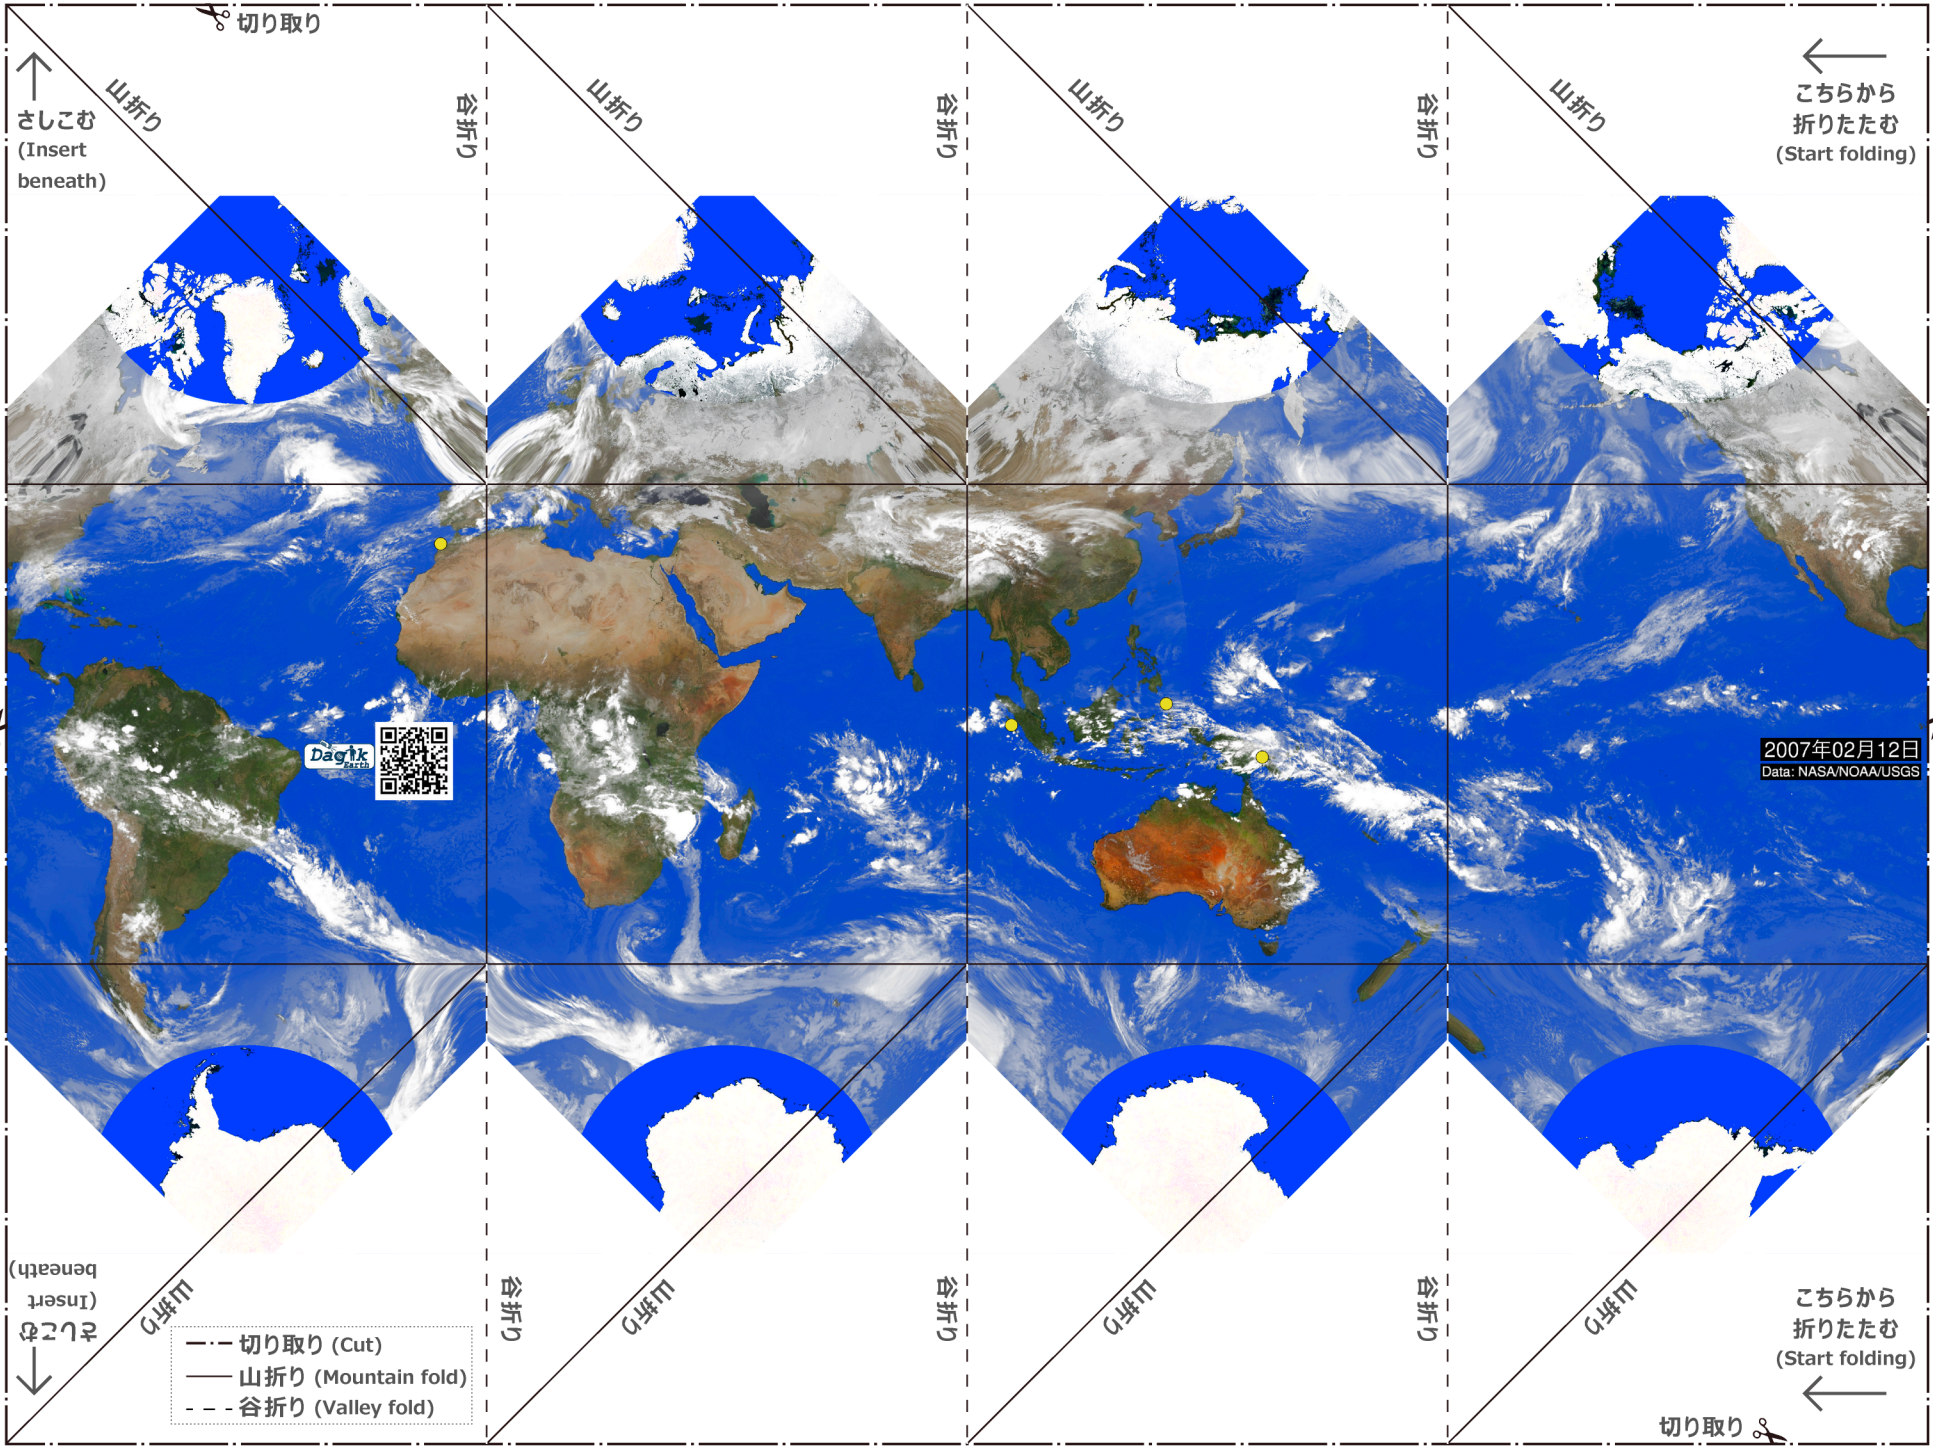 切り取り
山折り
谷折り
山折り
谷折り
山折り
谷折り
山折り
こちらから
折りたたむ
(Start folding)
さしこむ
(Insert
beneath)
Dagik
Earth
2007年02月12日
Data: NASA/NOAA/USGS
さしこむ
(Insert
beneath)
山折り
谷折り
山折り
谷折り
山折り
谷折り
山折り
こちらから
折りたたむ
(Start folding)
切り取り (Cut)
山折り (Mountain fold)
谷折り (Valley fold)
切り取り